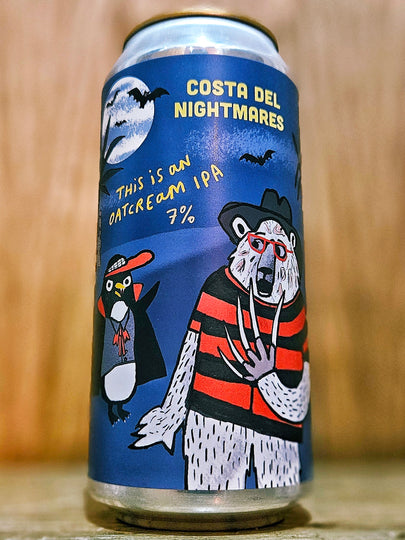 COSTA DEL
NIGHTMARES
THIS iS aN
OATCREAM IPA
7%